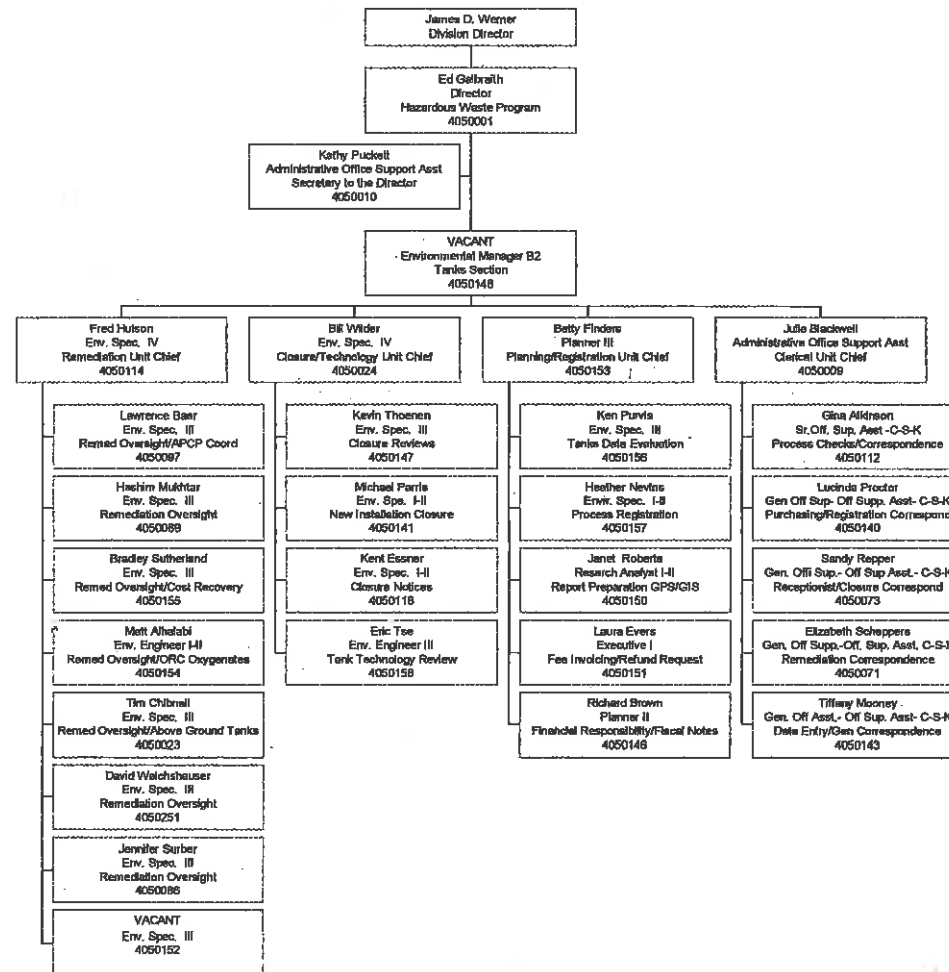 James D. Werner
Division Director
Ed Galbraith
Director
Hazardous Waste Program
4050001
Kathy Puckett
Administrative Office Support Asst
Secretary to the Director
4050010
VACANT
Environmental Manager B2
Tanks Section
4050148
Fred Hutson
Env. Spec. IV
Remediation Unit Chief
4050114
Lawrence Baer
Env. Spec. III
Remed Oversight/APCP Coord
4050097
Hashim Mukhtar
Env. Spec. III
Remediation Oversight
4050089
Bradley Sutherland
Env. Spec. III
Remed Oversight/Cost Recovery
4050155
Matt Alhalabi
Env. Engineer I-II
Remed Oversight/ORC Oxygenates
4050154
Tim Chibnall
Env. Spec. III
Remed Oversight/Above Ground Tanks
4050023
David Walchshauser
Env. Spec. III
Remediation Oversight
4050251
Jennifer Surber
Env. Spec. III
Remediation Oversight
4050086
VACANT
Env. Spec. III
4050152
Bill Wilder
Env. Spec. IV
Closure/Technology Unit Chief
4050024
Kevin Thoenen
Env. Spec. III
Closure Reviews
4050147
Michael Parris
Env. Spe. I-II
New Installation Closure
4050141
Kent Essner
Env. Spec. I-II
Closure Notices
4050118
Eric Tse
Env. Engineer III
Tank Technology Review
4050158
Betty Finders
Planner III
Planning/Registration Unit Chief
4050153
Ken Purvis
Env. Spec. III
Tanks Data Evaluation
4050156
Heather Nevins
Envir. Spec. I-II
Process Registration
4050157
Janet Roberts
Research Analyst I-II
Report Preparation GPS/GIS
4050150
Laura Evers
Executive I
Fee Invoicing/Refund Request
4050151
Richard Brown
Planner II
Financial Responsibility/Fiscal Notes
4050146
Julie Blackwell
Administrative Office Support Asst
Clerical Unit Chief
4050009
Gina Atkinson
Sr.Off. Sup. Asst -C-S-K
Process Checks/Correspondence
4050112
Lucinda Proctor
Gen Off Sup- Off Supp. Asst- C-S-K
Purchasing/Registration Correspond
4050140
Sandy Repper
Gen. Offi Sup.- Off Sup Asst.- C-S-K
Receptionist/Closure Correspond
4050073
Elizabeth Scheppers
Gen. Off Supp.-Off. Sup. Asst. C-S-K
Remediation Correspondence
4050071
Tiffany Mooney
Gen. Off Asst.- Off Sup. Asst- C-S-K
Data Entry/Gen Correspondence
4050143